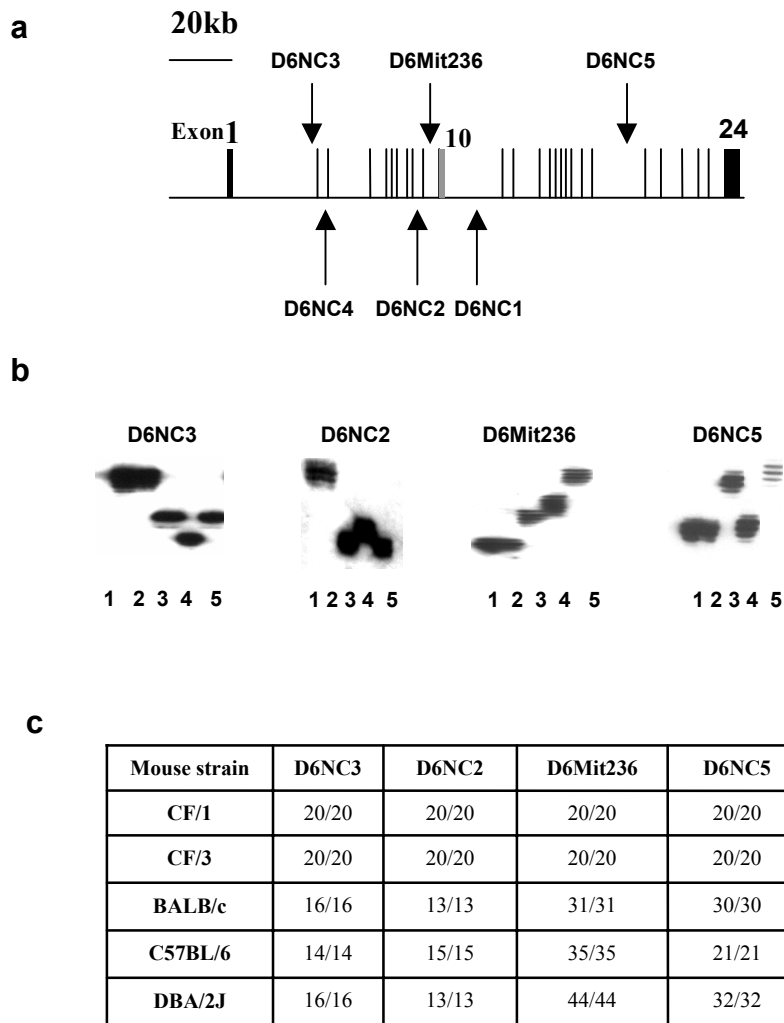 a
20kb
D6NC3 D6Mit236 D6NC5
Exon 1 10 24
D6NC4 D6NC2 D6NC1
b
D6NC3 D6NC2 D6Mit236 D6NC5
1 2 3 4 5 1 2 3 4 5 1 2 3 4 5 1 2 3 4 5
c
Mouse strain D6NC3 D6NC2 D6Mit236 D6NC5
CF/1 20/20 20/20 20/20 20/20
CF/3 20/20 20/20 20/20 20/20
BALB/c 16/16 13/13 31/31 30/30
C57BL/6 14/14 15/15 35/35 21/21
DBA/2J 16/16 13/13 44/44 32/32